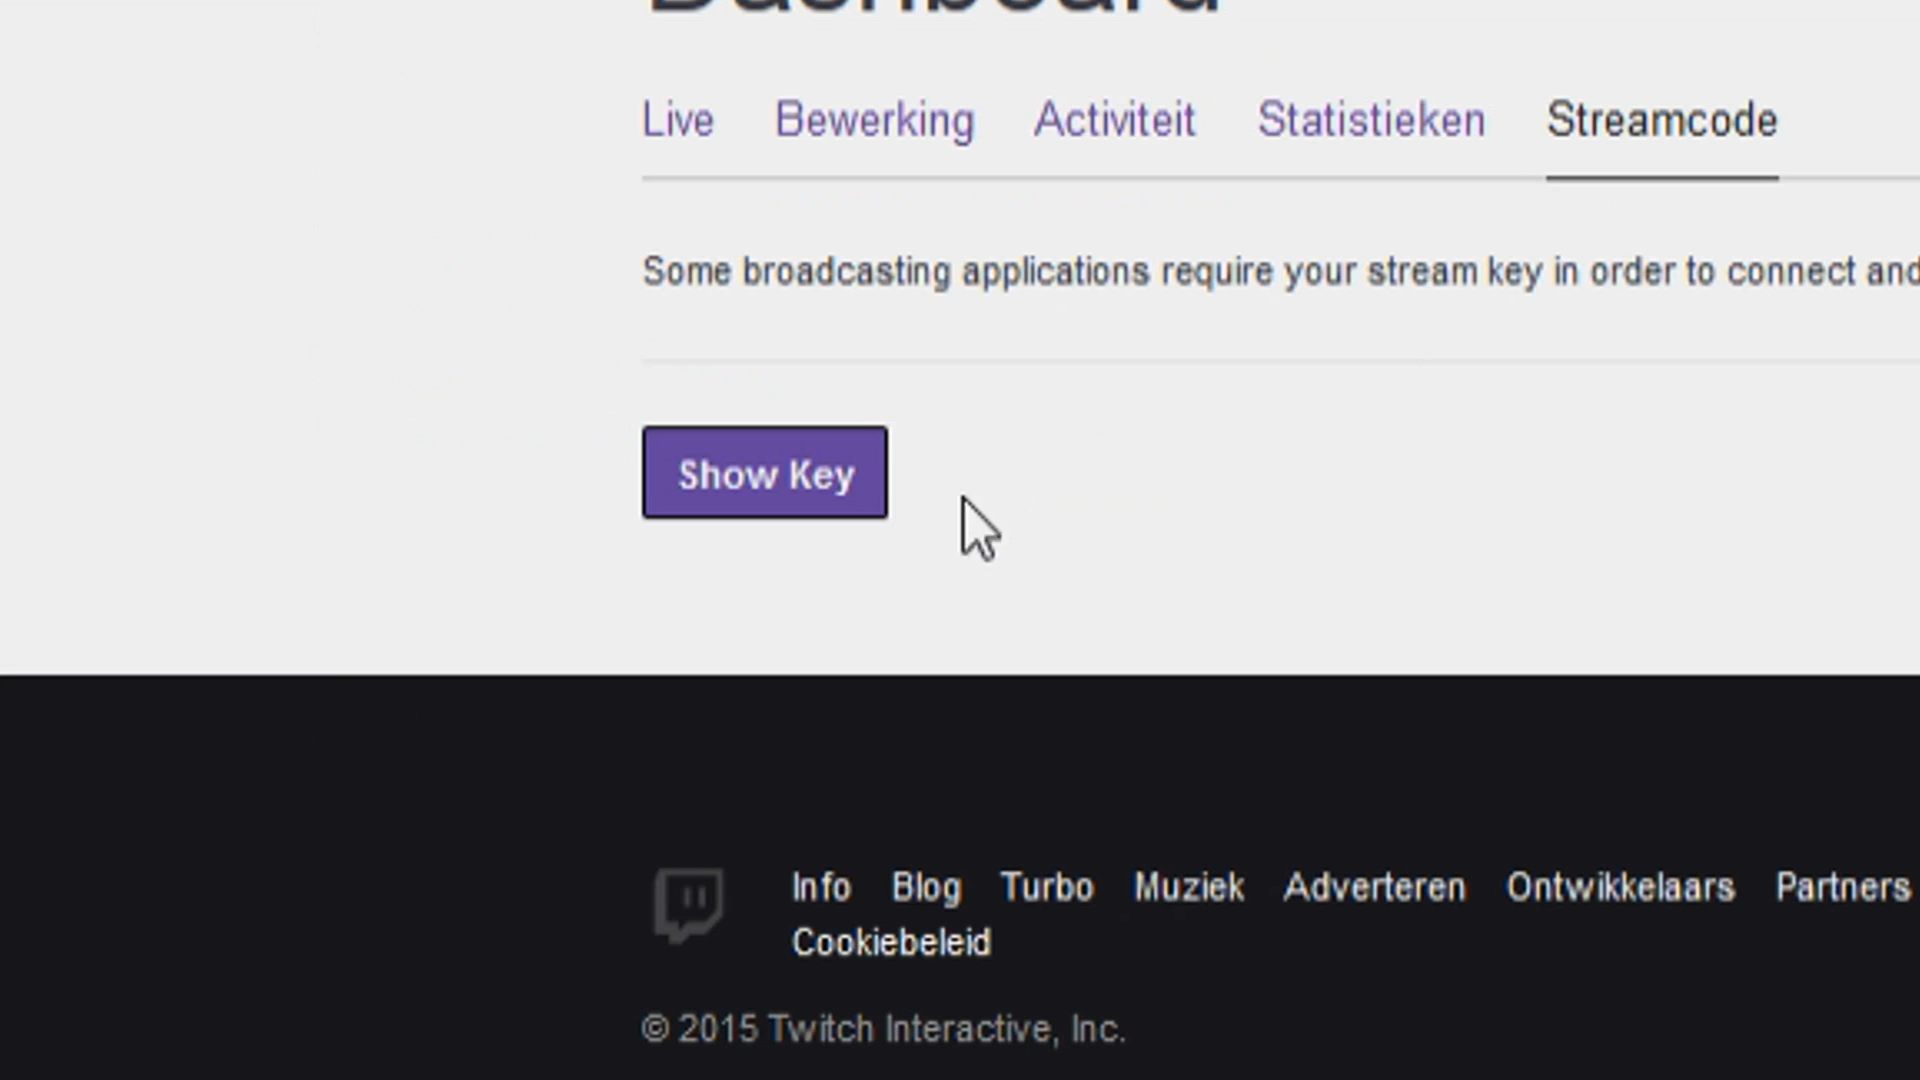 Dashboard
Live Bewerking Activiteit Statistieken Streamcode
Some broadcasting applications require your stream key in order to connect and
Show Key
Info Blog Turbo Muziek Adverteren Ontwikkelaars Partners
Cookiebeleid
© 2015 Twitch Interactive, Inc.